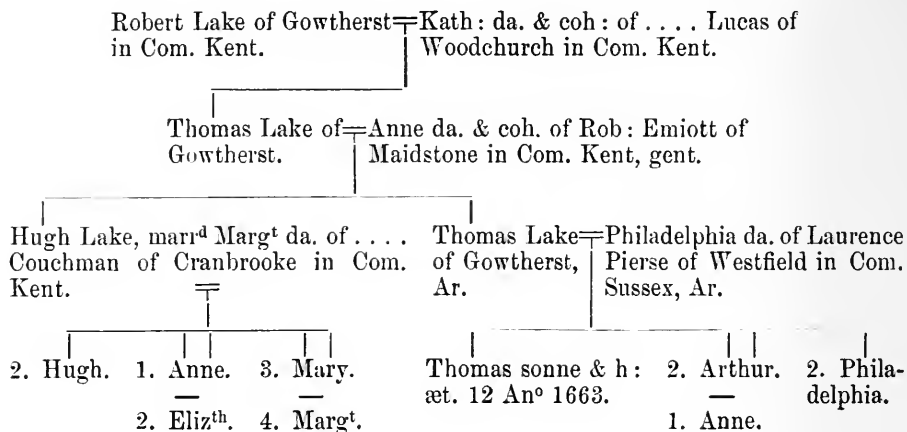 Robert Lake of Gowtherst=Kath : da. & coh : of . . . . Lucas of
in Com. Kent. Woodchurch in Com. Kent.
Thomas Lake of=Anne da. & coh. of Rob : Emiott of
Gowtherst. Maidstone in Com. Kent, gent.
Hugh Lake, marrᵈ Margᵗ da. of . . . .
Couchman of Cranbrooke in Com.
Kent.
Thomas Lake=Philadelphia da. of Laurence
of Gowtherst, Pierse of Westfield in Com.
Ar. Sussex, Ar.
2. Hugh. 1. Anne. 3. Mary.
2. Elizᵗʰ. 4. Margᵗ.
Thomas sonne & h :
æt. 12 Anᵒ 1663.
2. Arthur.
1. Anne.
2. Phila-
delphia.